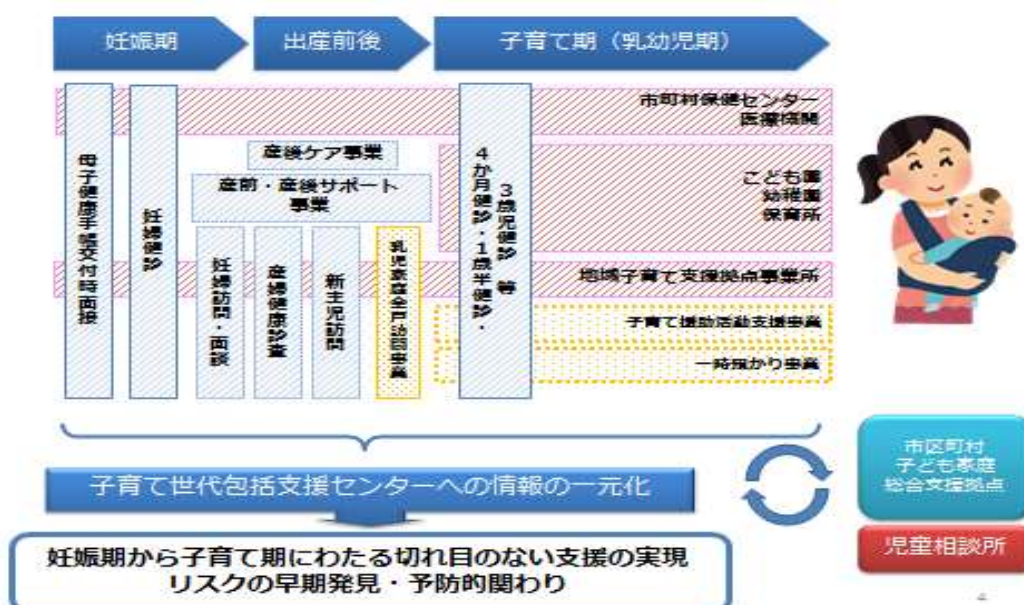 妊娠期
出産前後
子育て期（乳幼児期）
市町村保健センター
医療機関
母子健康手帳交付時面接
妊婦健診
産後ケア事業
産前・産後サポート
事業
妊婦訪問・面談
産婦健康診査
新生児訪問
乳児家庭全戸訪問事業
4か月健診・1歳半健診・
3歳児健診 等
こども園
幼稚園
保育所
地域子育て支援拠点事業所
子育て援助活動支援事業
一時預かり事業
子育て世代包括支援センターへの情報の一元化
妊娠期から子育て期にわたる切れ目のない支援の実現
リスクの早期発見・予防的関わり
市区町村
子ども家庭
総合支援拠点
児童相談所